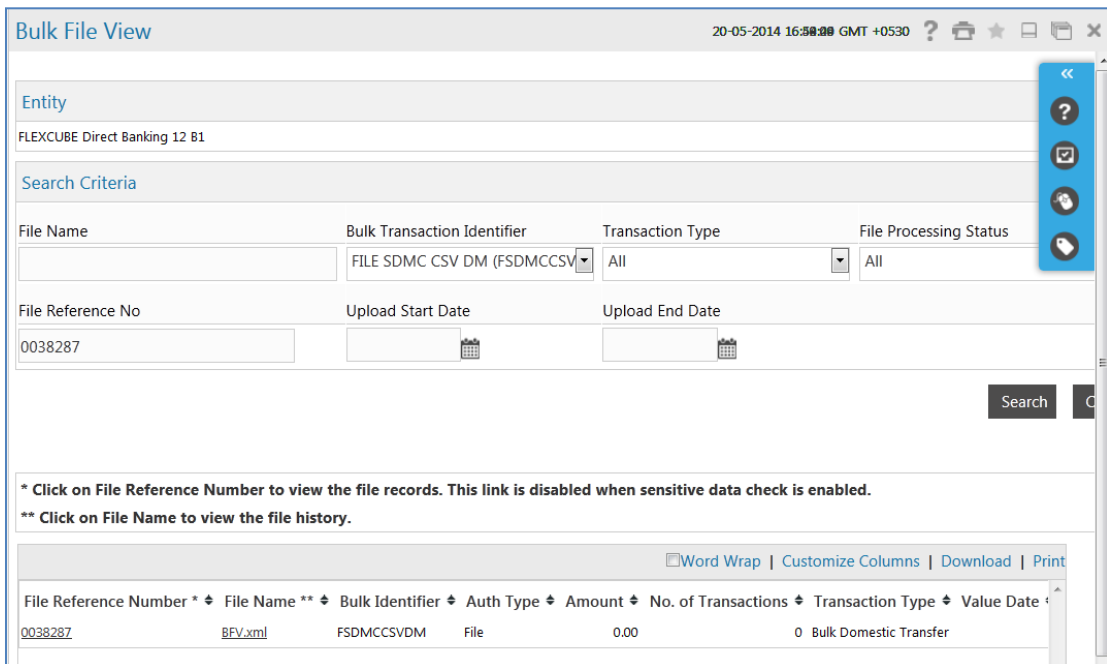 Bulk File View
20-05-2014 GMT +0530 ?
Entity
FLEXCUBE Direct Banking 12 B1
Search Criteria
File Name Bulk Transaction Identifier Transaction Type File Processing Status
FILE SDMC CSV DM (FSDMCCSV All All
File Reference No Upload Start Date Upload End Date
0038287
Search C
* Click on File Reference Number to view the file records. This link is disabled when sensitive data check is enabled.
** Click on File Name to view the file history.
Word Wrap | Customize Columns | Download | Print
File Reference Number * File Name ** Bulk Identifier Auth Type Amount No. of Transactions Transaction Type Value Date
0038287 BFV.xml FSDMCCSVDM File 0.00 0 Bulk Domestic Transfer